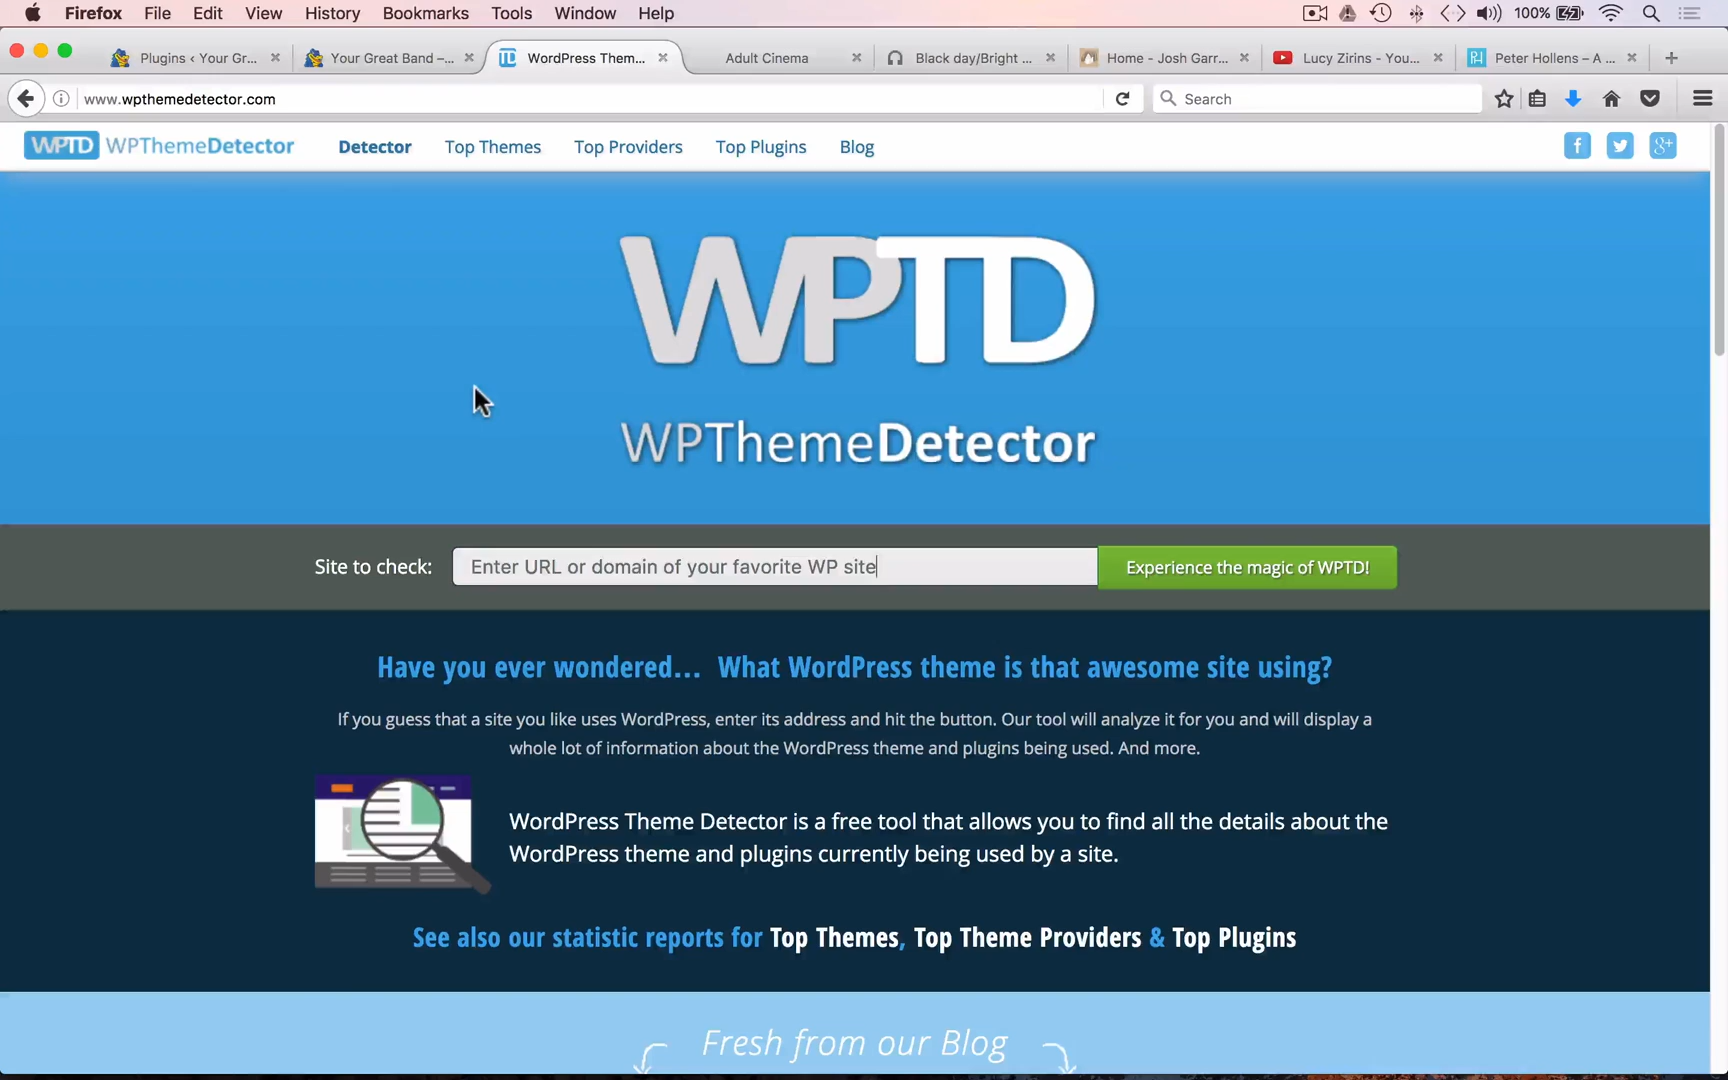 Firefox File Edit View History Bookmarks Tools Window Help 100%
Plugins ‹ Your Gr... Your Great Band –... WordPress Them... Adult Cinema Black day/Bright ... Home - Josh Garr... Lucy Zirins - You... Peter Hollens – A ...
www.wpthemedetector.com Search
WPTD WPThemeDetector Detector Top Themes Top Providers Top Plugins Blog
WPTD
WPThemeDetector
Site to check: Enter URL or domain of your favorite WP site Experience the magic of WPTD!
Have you ever wondered... What WordPress theme is that awesome site using?
If you guess that a site you like uses WordPress, enter its address and hit the button. Our tool will analyze it for you and will display a
whole lot of information about the WordPress theme and plugins being used. And more.
WordPress Theme Detector is a free tool that allows you to find all the details about the
WordPress theme and plugins currently being used by a site.
See also our statistic reports for Top Themes, Top Theme Providers & Top Plugins
Fresh from our Blog